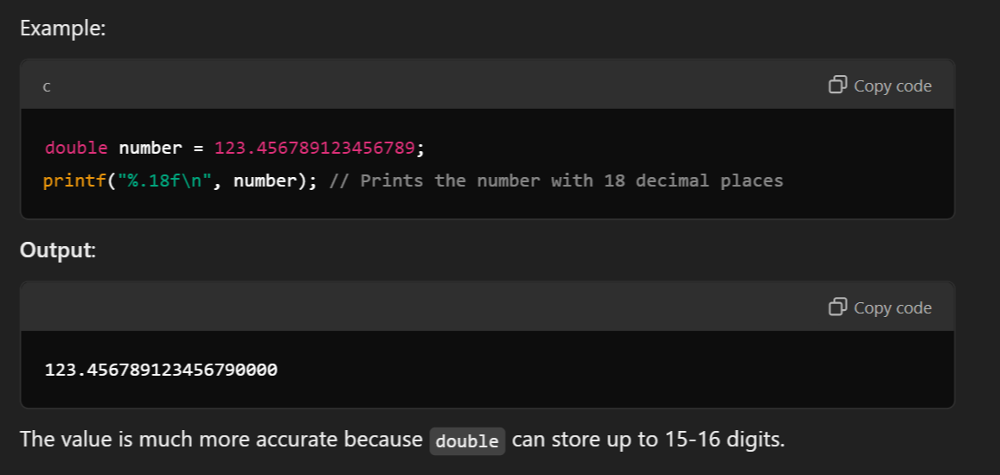 Example:
c
Copy code
double number = 123.456789123456789;
printf("%.18f\n", number); // Prints the number with 18 decimal places
Output:
Copy code
123.456789123456790000
The value is much more accurate because double can store up to 15-16 digits.